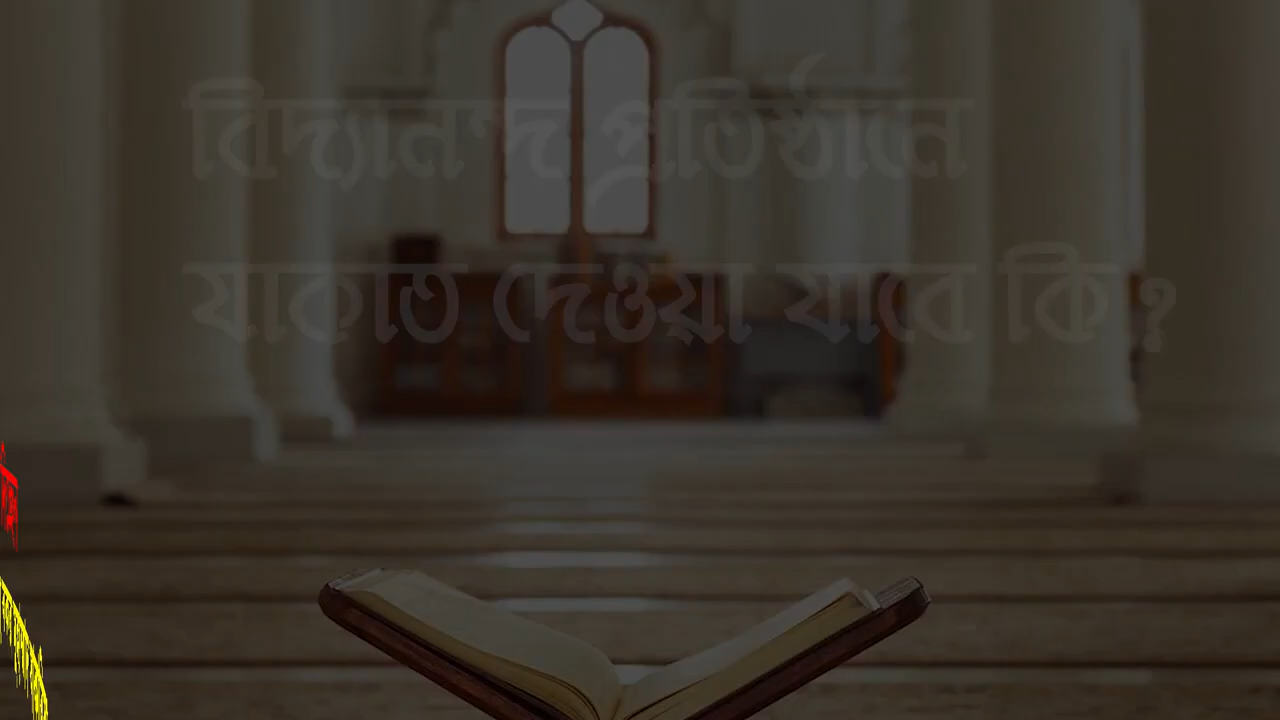 বিদ্যানন্দ প্রতিষ্ঠানে
যাকাত দেওয়া যাবে কি?